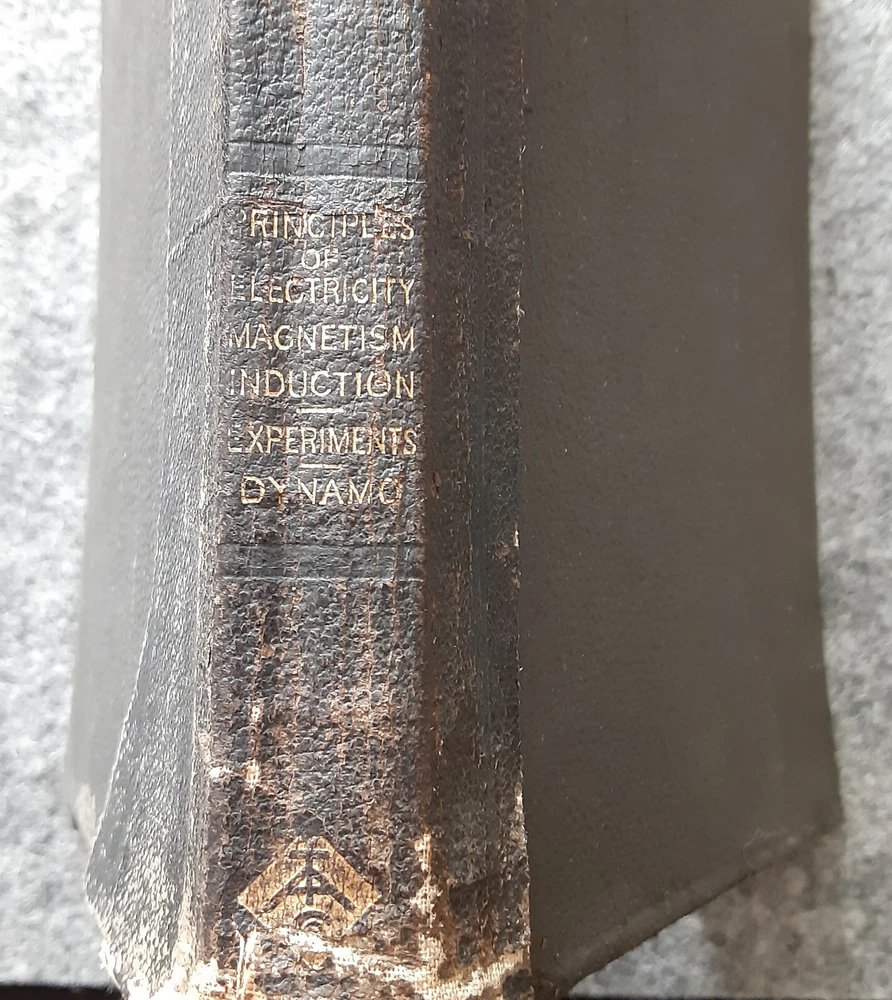 PRINCIPLES
OF
ELECTRICITY
MAGNETISM
INDUCTION
EXPERIMENTS
DYNAMO